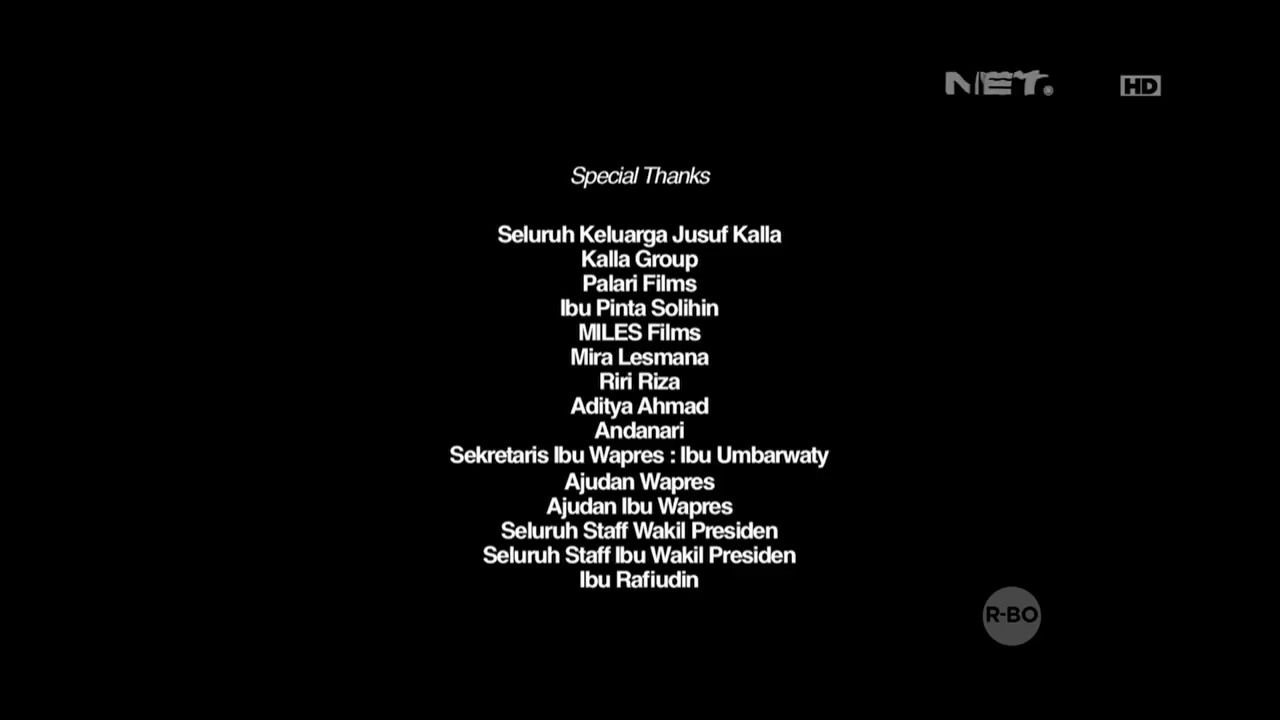 NET.
HD
Special Thanks
Seluruh Keluarga Jusuf Kalla
Kalla Group
Palari Films
Ibu Pinta Solihin
MILES Films
Mira Lesmana
Riri Riza
Aditya Ahmad
Andanari
Sekretaris Ibu Wapres : Ibu Umbarwaty
Ajudan Wapres
Ajudan Ibu Wapres
Seluruh Staff Wakil Presiden
Seluruh Staff Ibu Wakil Presiden
Ibu Rafiudin
R-BO